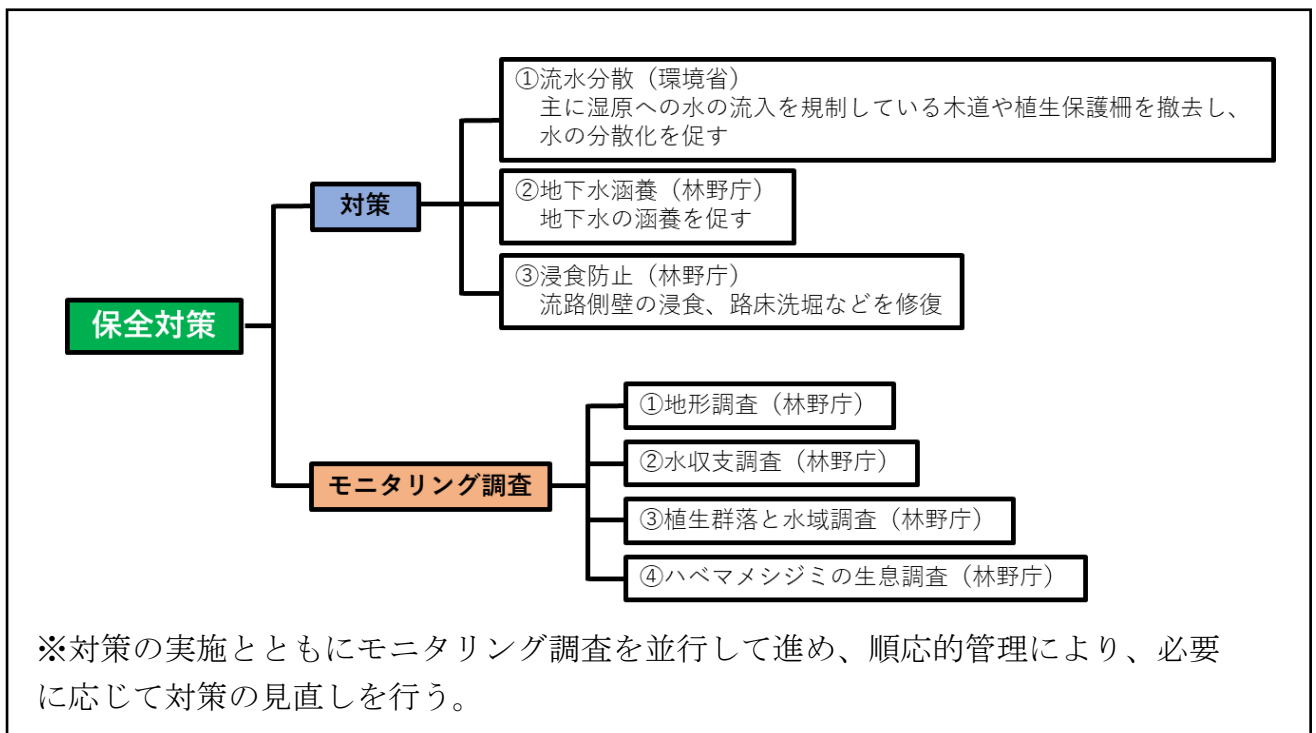 保全対策
対策
①流水分散（環境省）
主に湿原への水の流入を規制している木道や植生保護柵を撤去し、
水の分散化を促す
②地下水涵養（林野庁）
地下水の涵養を促す
③浸食防止（林野庁）
流路側壁の浸食、路床洗堀などを修復
モニタリング調査
①地形調査（林野庁）
②水収支調査（林野庁）
③植生群落と水域調査（林野庁）
④ハベマメシジミの生息調査（林野庁）
※対策の実施とともにモニタリング調査を並行して進め、順応的管理により、必要
に応じて対策の見直しを行う。